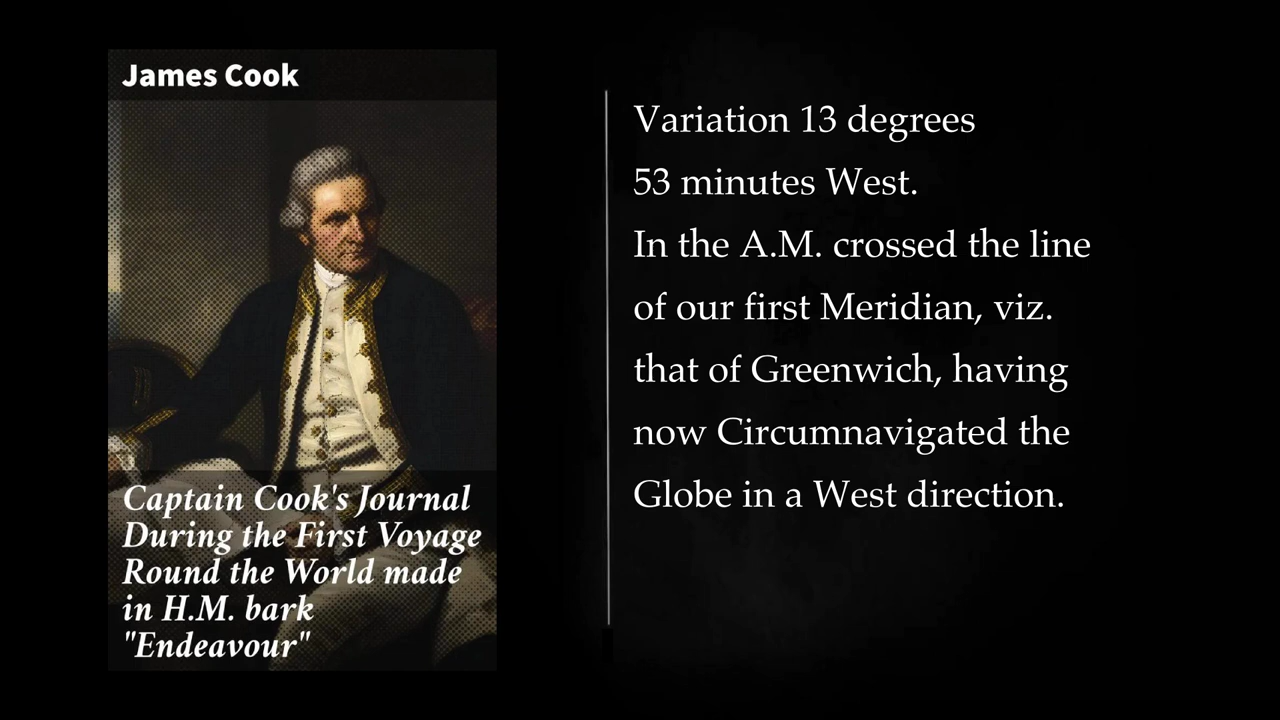 James Cook
Captain Cook's Journal
During the First Voyage
Round the World made
in H.M. bark
"Endeavour"
Variation 13 degrees
53 minutes West.
In the A.M. crossed the line
of our first Meridian, viz.
that of Greenwich, having
now Circumnavigated the
Globe in a West direction.